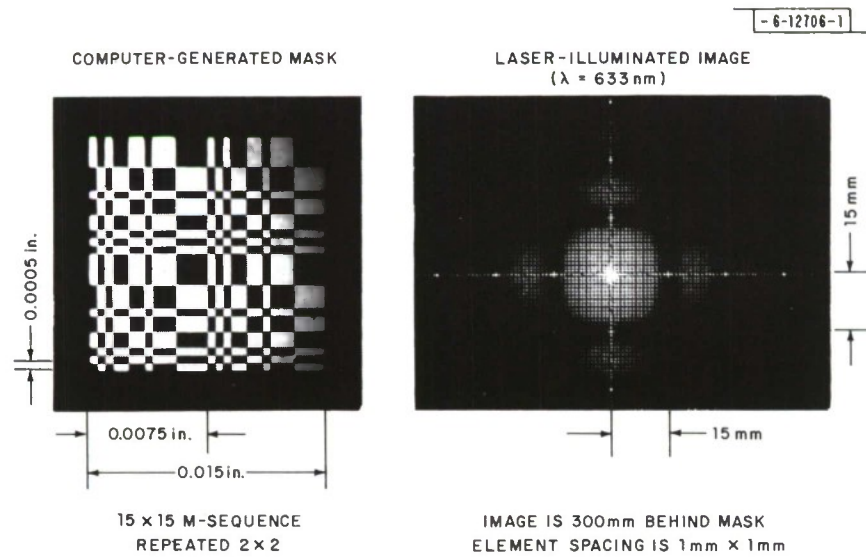 -6-12706-1
COMPUTER-GENERATED MASK
LASER-ILLUMINATED IMAGE
(λ = 633nm)
0.0005 in.
15 mm
0.0075 in.
0.015 in.
15 mm
15 × 15 M-SEQUENCE
REPEATED 2×2
IMAGE IS 300mm BEHIND MASK
ELEMENT SPACING IS 1mm × 1mm